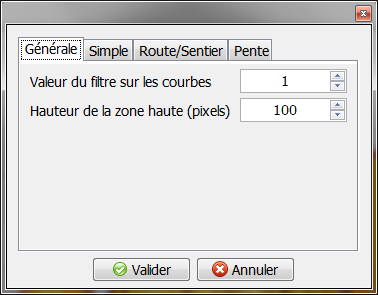 Générale Simple Route/Sentier Pente
Valeur du filtre sur les courbes 1
Hauteur de la zone haute (pixels) 100
Valider Annuler